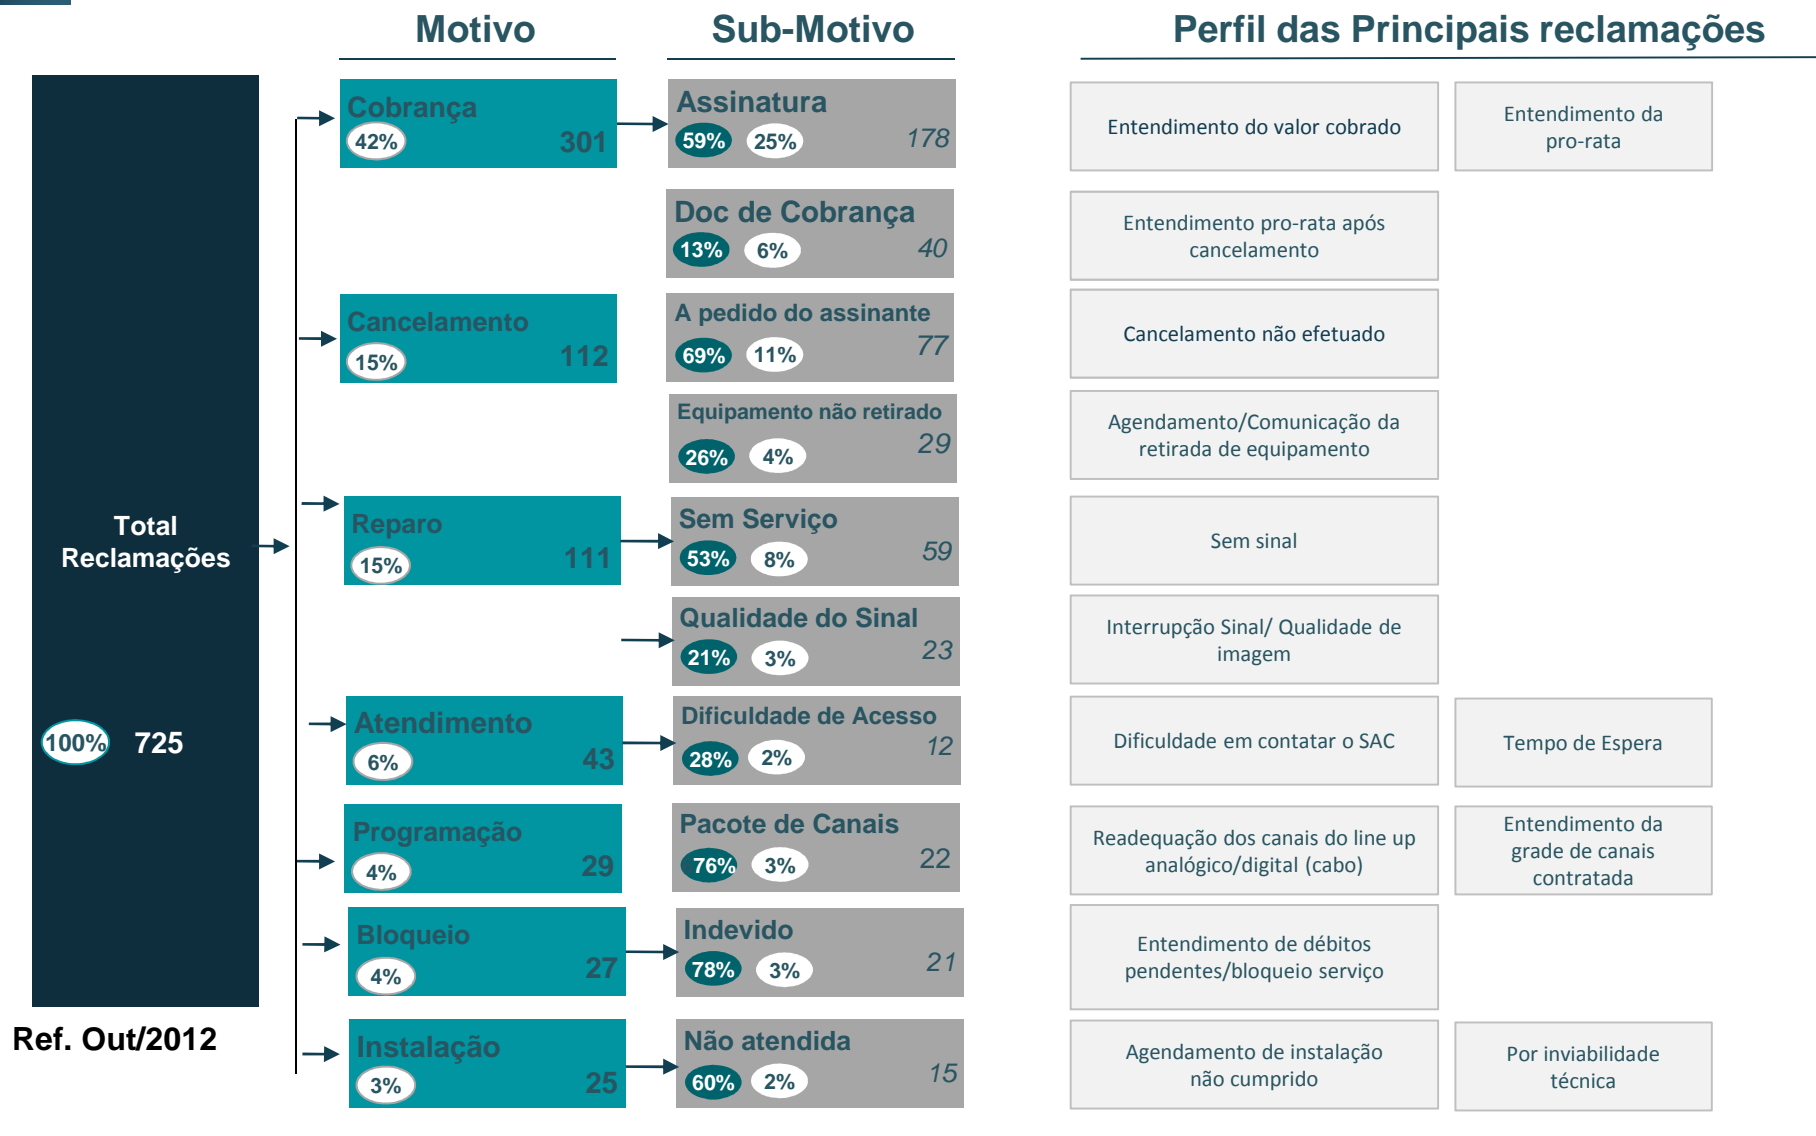 Motivo
Sub-Motivo
Perfil das Principais reclamações
Total
Reclamações
100%
725
Ref. Out/2012
Cobrança
42%
301
Assinatura
59%
25%
178
Entendimento do valor cobrado
Entendimento da
pro-rata
Doc de Cobrança
13%
6%
40
Entendimento pro-rata após
cancelamento
Cancelamento
15%
112
A pedido do assinante
69%
11%
77
Cancelamento não efetuado
Equipamento não retirado
26%
4%
29
Agendamento/Comunicação da
retirada de equipamento
Reparo
15%
111
Sem Serviço
53%
8%
59
Sem sinal
Qualidade do Sinal
21%
3%
23
Interrupção Sinal/ Qualidade de
imagem
Atendimento
6%
43
Dificuldade de Acesso
28%
2%
12
Dificuldade em contatar o SAC
Tempo de Espera
Programação
4%
29
Pacote de Canais
76%
3%
22
Readequação dos canais do line up
analógico/digital (cabo)
Entendimento da
grade de canais
contratada
Bloqueio
4%
27
Indevido
78%
3%
21
Entendimento de débitos
pendentes/bloqueio serviço
Instalação
3%
25
Não atendida
60%
2%
15
Agendamento de instalação
não cumprido
Por inviabilidade
técnica